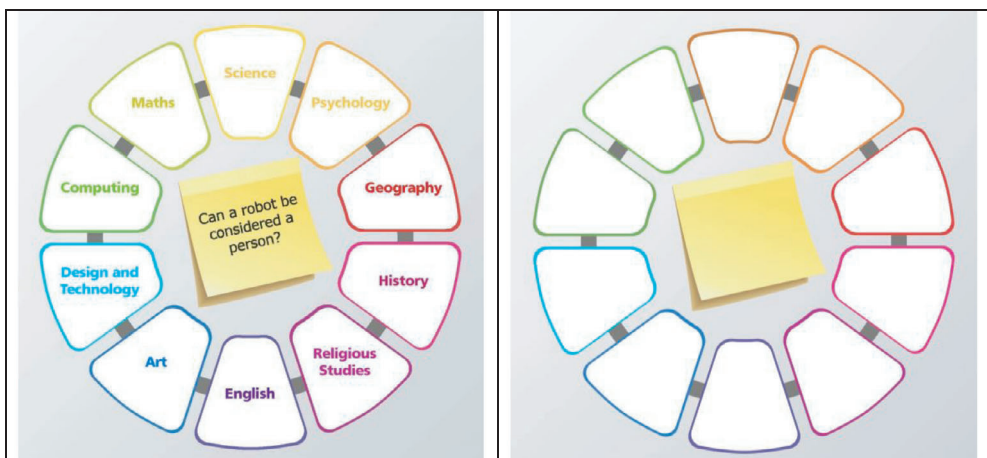 Science
Maths
Psychology
Computing
Geography
Can a robot be
considered a
person?
Design and
Technology
History
Art
Religious
Studies
English